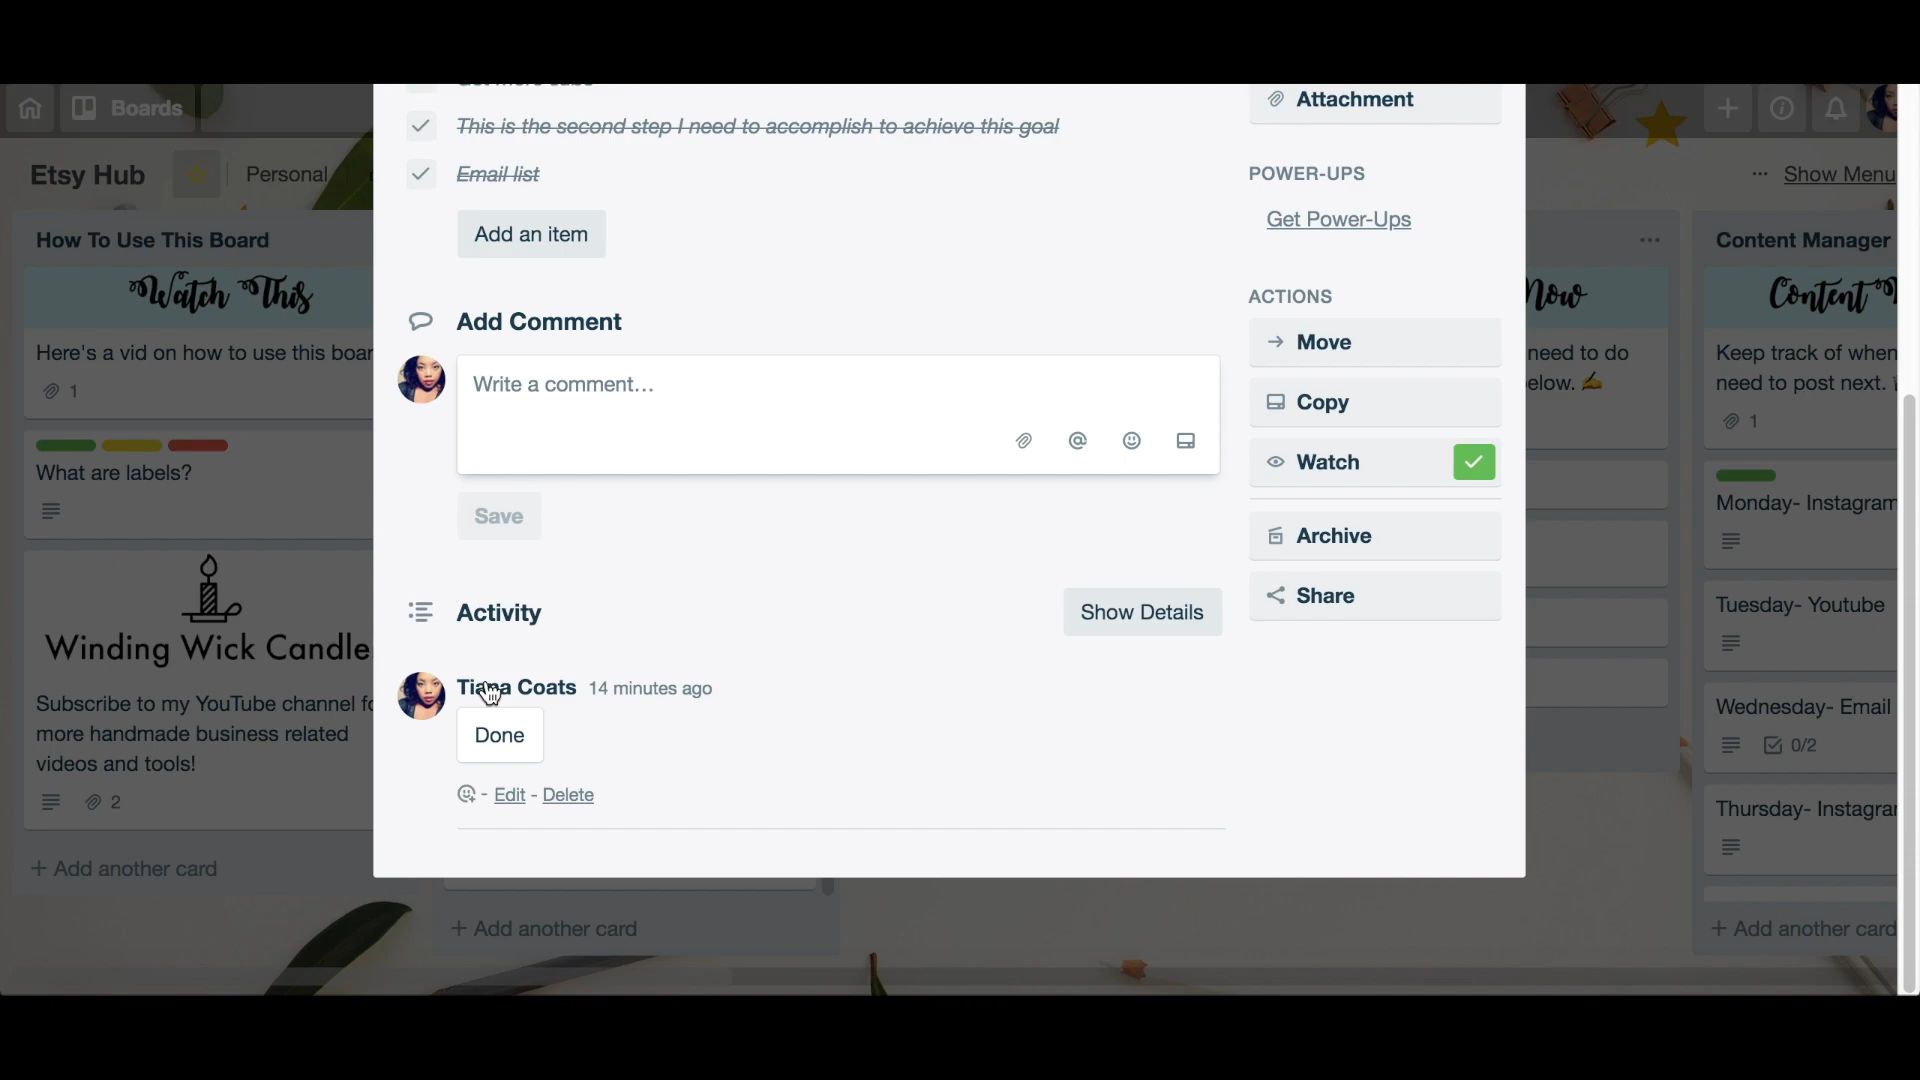 Boards
Etsy Hub
Personal
Show Menu
How To Use This Board
Watch This
Here's a vid on how to use this boar
1
What are labels?
Winding Wick Candle
Subscribe to my YouTube channel fo
more handmade business related
videos and tools!
2
+ Add another card
+ Add another card
This is the second step I need to accomplish to achieve this goal
Email list
Add an item
Add Comment
Write a comment...
Save
Activity
Show Details
Tiana Coats 14 minutes ago
Done
- Edit - Delete
Attachment
POWER-UPS
Get Power-Ups
ACTIONS
Move
Copy
Watch
Archive
Share
Now
need to do
elow.
Content Manager
Content
Keep track of when
need to post next.
1
Monday- Instagram
Tuesday- Youtube
Wednesday- Email
0/2
Thursday- Instagra
+ Add another card